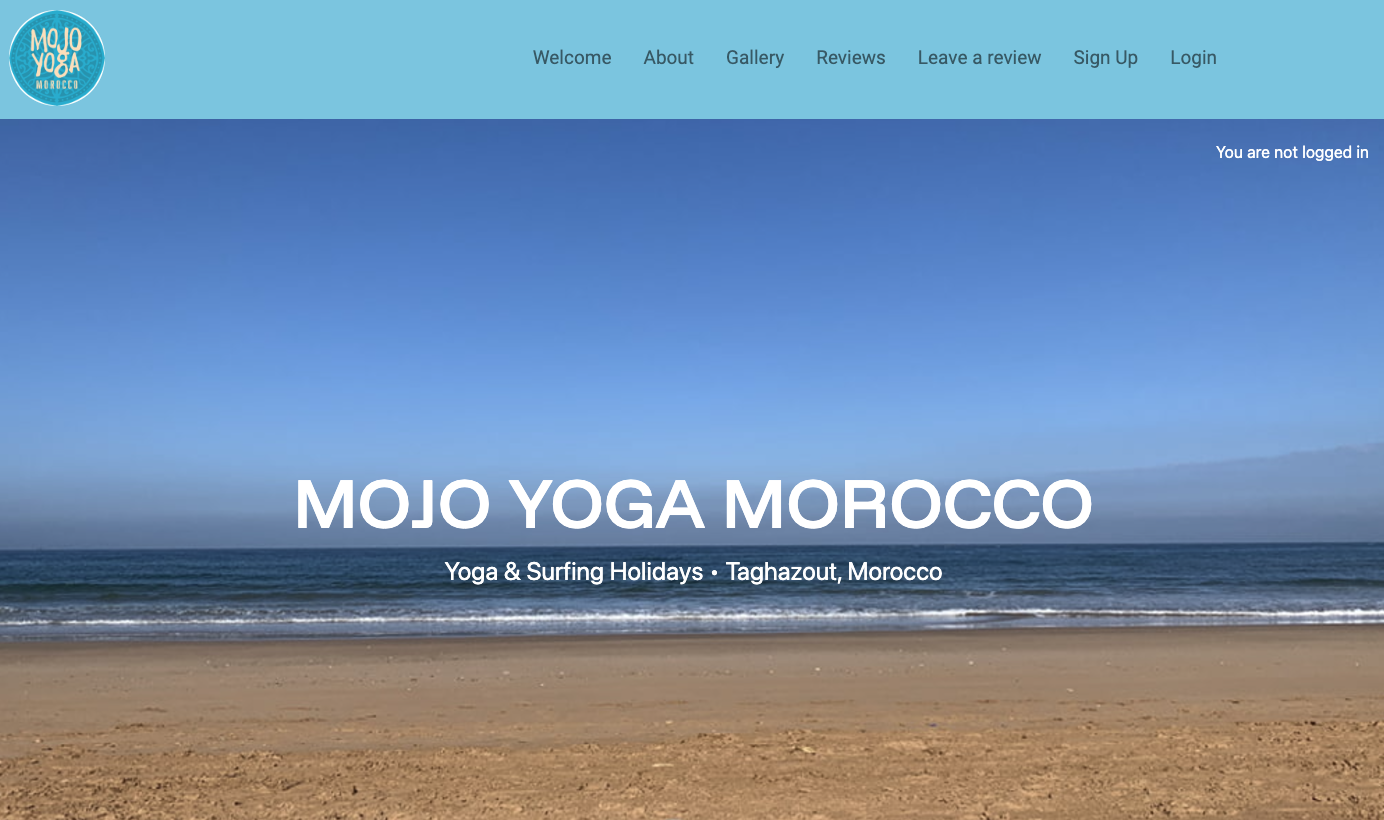 MOJO
YOGA
MOROCCO
Welcome About Gallery Reviews Leave a review Sign Up Login
You are not logged in
MOJO YOGA MOROCCO
Yoga & Surfing Holidays • Taghazout, Morocco